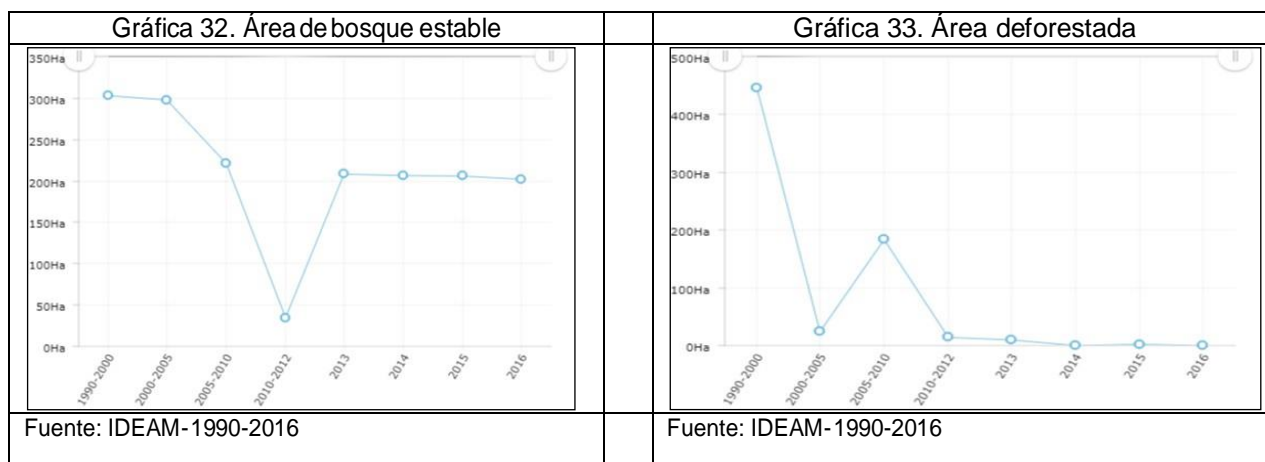 Gráfica 32. Área de bosque estable
350Ha
300Ha
250Ha
200Ha
150Ha
100Ha
50Ha
0Ha
1990-2000
2000-2005
2005-2010
2010-2012
2013
2014
2015
2016
Fuente: IDEAM-1990-2016
Gráfica 33. Área deforestada
500Ha
400Ha
300Ha
200Ha
100Ha
0Ha
1990-2000
2000-2005
2005-2010
2010-2012
2013
2014
2015
2016
Fuente: IDEAM-1990-2016